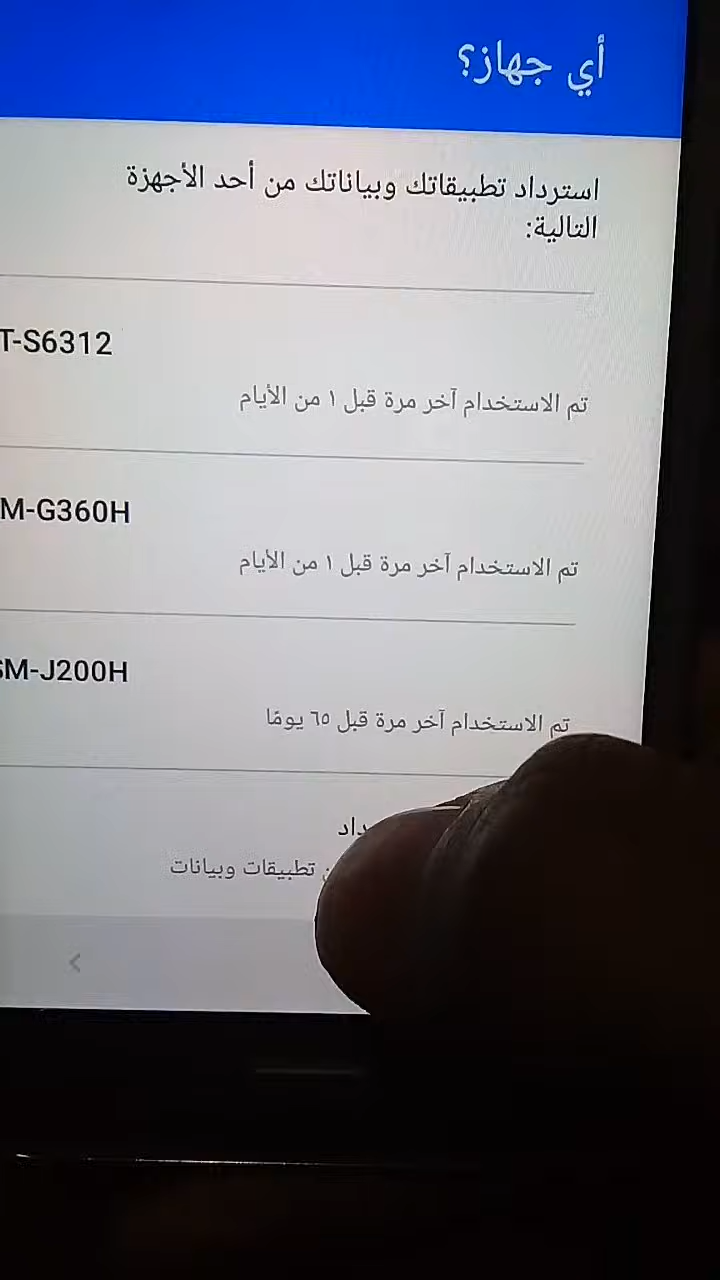 أي جهاز؟
استرداد تطبيقاتك وبياناتك من أحد الأجهزة
التالية:
T-S6312
تم الاستخدام آخر مرة قبل ١ من الأيام
M-G360H
تم الاستخدام آخر مرة قبل ١ من الأيام
SM-J200H
تم الاستخدام آخر مرة قبل ٦٥ يومًا
تطبيقات وبيانات